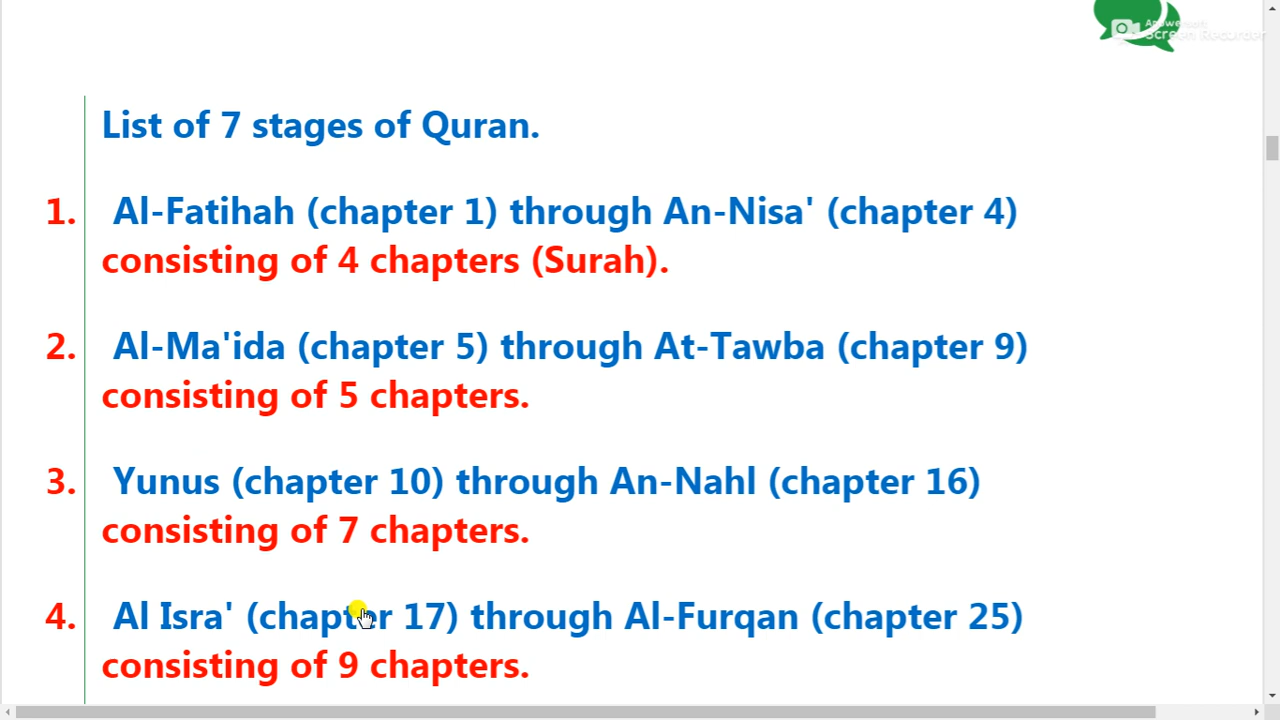 Answersoft
Screen Recorder
List of 7 stages of Quran.
1. Al-Fatihah (chapter 1) through An-Nisa' (chapter 4)
consisting of 4 chapters (Surah).
2. Al-Ma'ida (chapter 5) through At-Tawba (chapter 9)
consisting of 5 chapters.
3. Yunus (chapter 10) through An-Nahl (chapter 16)
consisting of 7 chapters.
4. Al Isra' (chapter 17) through Al-Furqan (chapter 25)
consisting of 9 chapters.